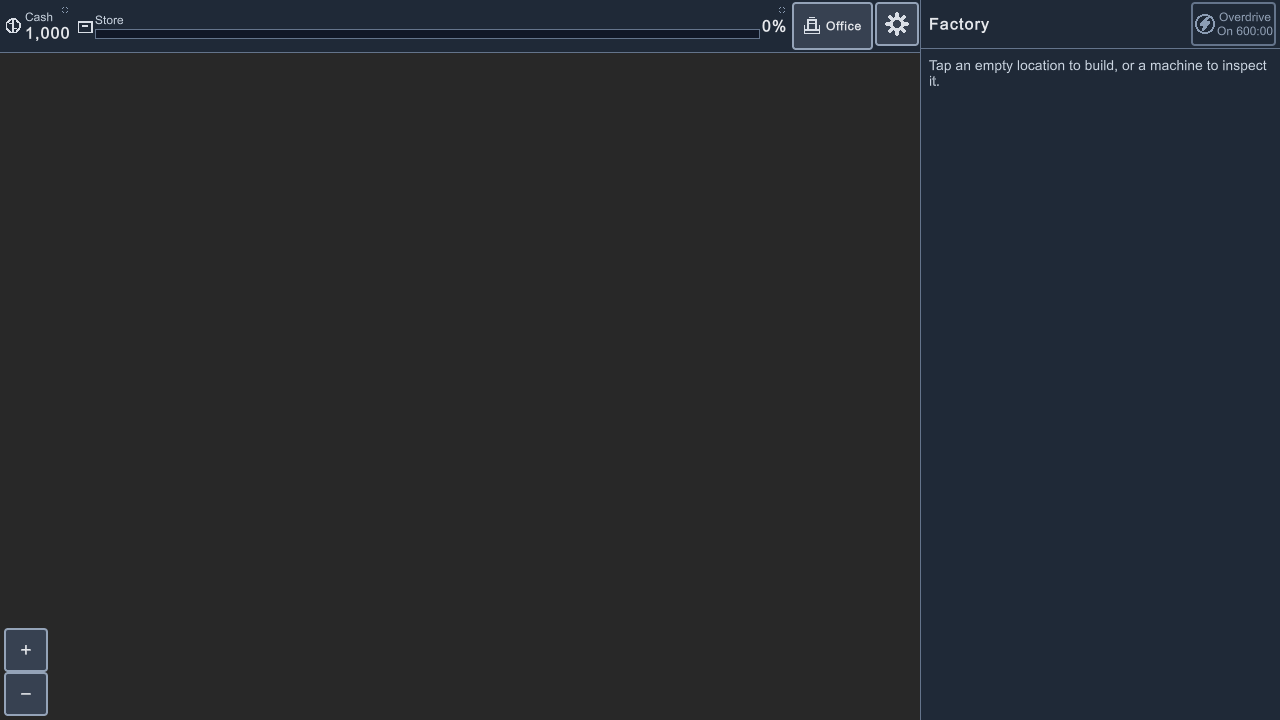 Cash
1,000
Store
0%
Office
Factory
Overdrive
On 600:00
Tap an empty location to build, or a machine to inspect
it.
+
−